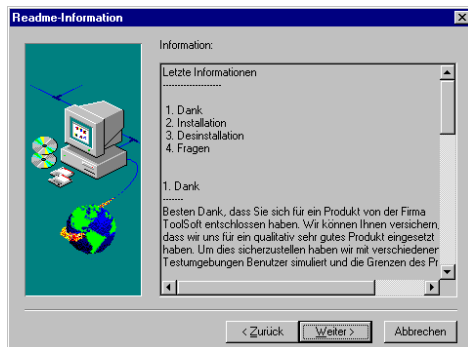 Readme-Information
Information:
Letzte Informationen
-------------------
1. Dank
2. Installation
3. Desinstallation
4. Fragen
1. Dank
-------
Besten Dank, dass Sie sich für ein Produkt von der Firma
ToolSoft entschlossen haben. Wir können Ihnen versichern,
dass wir uns für ein qualitativ sehr gutes Produkt eingesetzt
haben. Um dies sicherzustellen haben wir mit verschiedenen
Testumgebungen Benutzer simuliert und die Grenzen des Pr
< Zurück
Weiter >
Abbrechen